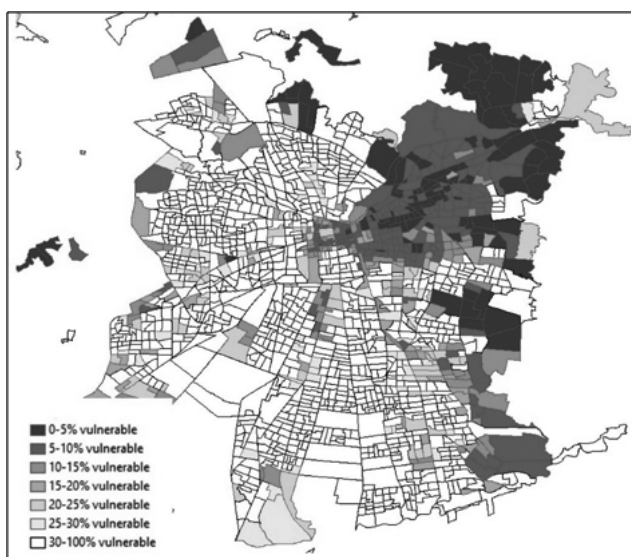 0-5% vulnerable
5-10% vulnerable
10-15% vulnerable
15-20% vulnerable
20-25% vulnerable
25-30% vulnerable
30-100% vulnerable